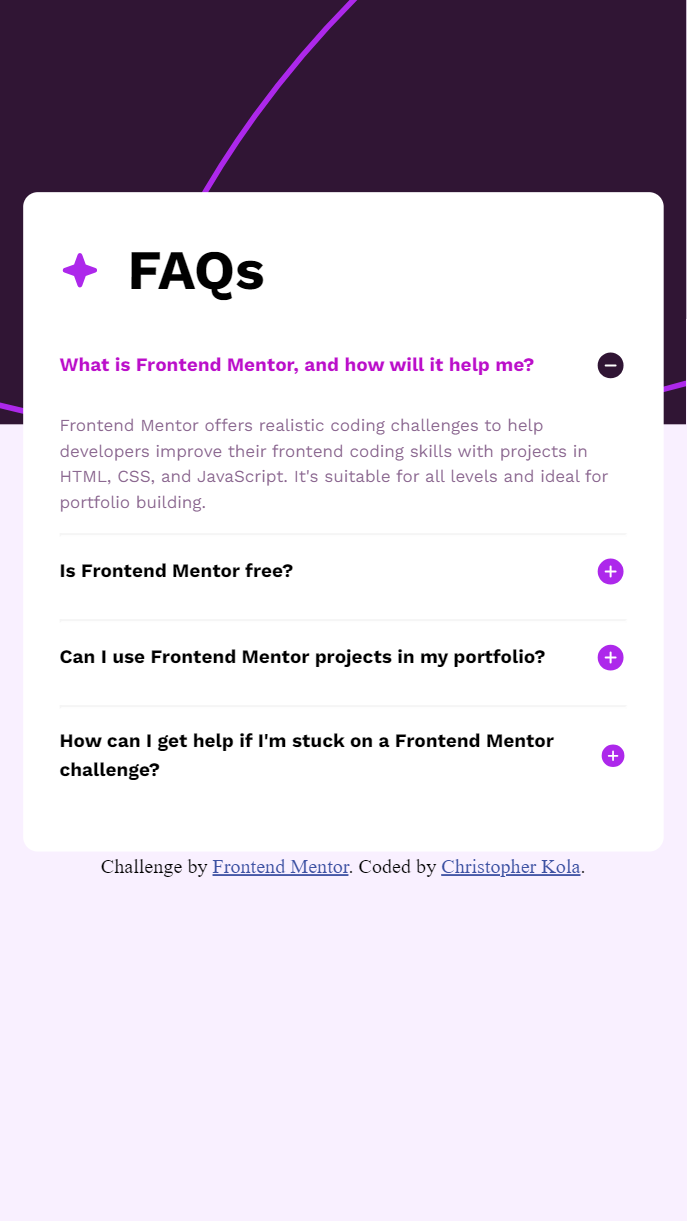 FAQs
What is Frontend Mentor, and how will it help me?
Frontend Mentor offers realistic coding challenges to help
developers improve their frontend coding skills with projects in
HTML, CSS, and JavaScript. It's suitable for all levels and ideal for
portfolio building.
Is Frontend Mentor free?
Can I use Frontend Mentor projects in my portfolio?
How can I get help if I'm stuck on a Frontend Mentor
challenge?
Challenge by Frontend Mentor. Coded by Christopher Kola.